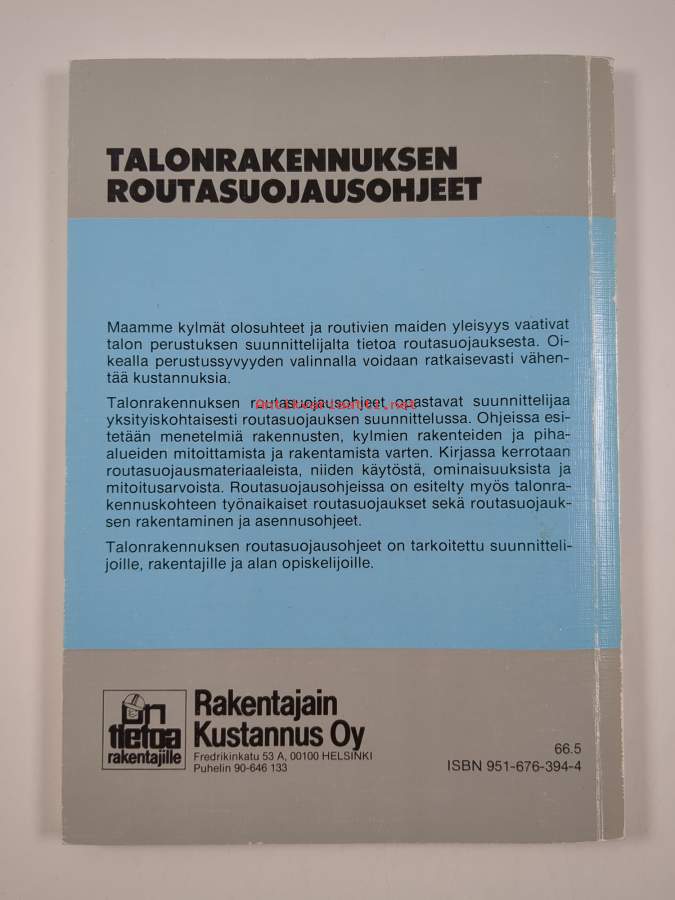 TALONRAKENNUKSEN
ROUTASUOJAUSOHJEET
Maamme kylmät olosuhteet ja routivien maiden yleisyys vaativat
talon perustuksen suunnittelijalta tietoa routasuojauksesta. Oi-
kealla perustussyvyyden valinnalla voidaan ratkaisevasti vähen-
tää kustannuksia.
Talonrakennuksen routasuojausohjeet opastavat suunnittelijaa
Antikvariaatti.net
yksityiskohtaisesti routasuojauksen suunnittelussa. Ohjeissa esi-
tetään menetelmiä rakennusten, kylmien rakenteiden ja piha-
alueiden mitoittamista ja rakentamista varten. Kirjassa kerrotaan
routasuojausmateriaaleista, niiden käytöstä, ominaisuuksista ja
mitoitusarvoista. Routasuojausohjeissa on esitelty myös talonra-
kennuskohteen työnaikaiset routasuojaukset sekä routasuojauk-
sen rakentaminen ja asennusohjeet.
Talonrakennuksen routasuojausohjeet on tarkoitettu suunnitteli-
joille, rakentajille ja alan opiskelijoille.
on
tietoa
rakentajille
Rakentajain
Kustannus Oy
Fredrikinkatu 53 A, 00100 HELSINKI
Puhelin 90-646 133
66.5
ISBN 951-676-394-4